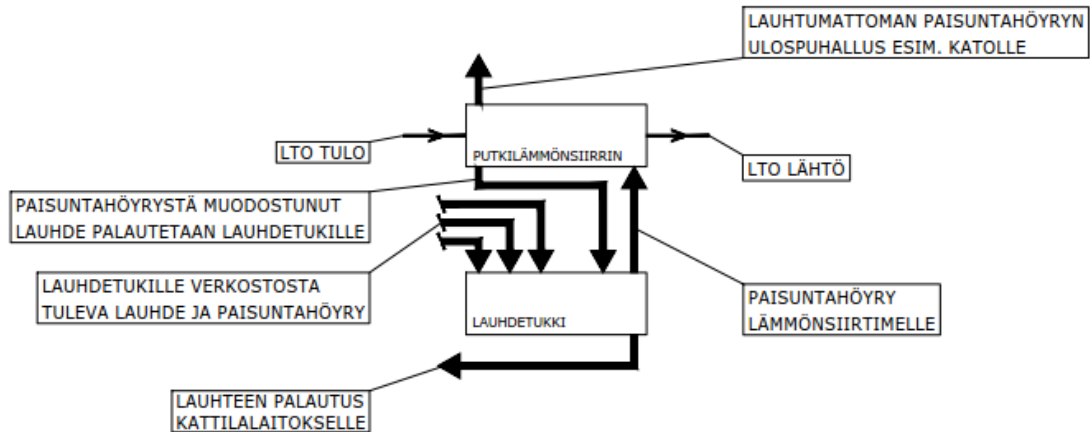 LAUHTUMATTOMAN PAISUNTAHÖYRYN
ULOSPUHALLUS ESIM. KATOLLE
LTO TULO
PUTKILÄMMÖNSIIRRIN
LTO LÄHTÖ
PAISUNTAHÖYRYSTÄ MUODOSTUNUT
LAUHDE PALAUTETAAN LAUHDETUKILLE
LAUHDETUKILLE VERKOSTOSTA
TULEVA LAUHDE JA PAISUNTAHÖYRY
LAUHDETUKKI
PAISUNTAHÖYRY
LÄMMÖNSIIRTIMELLE
LAUHTEEN PALAUTUS
KATTILALAITOKSELLE